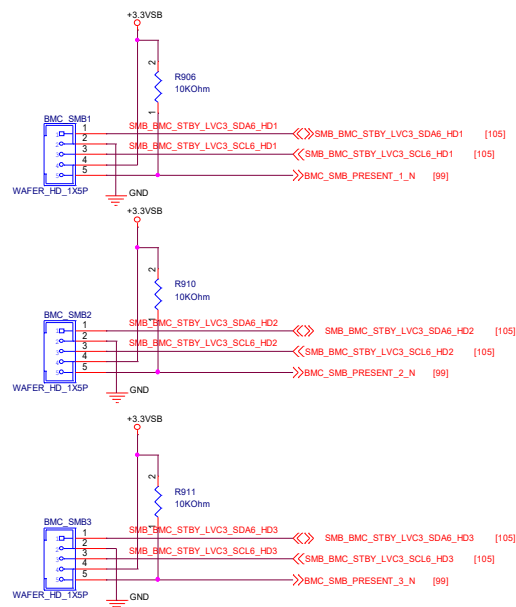 +3.3VSB
2
R906
10KOhm
1
BMC_SMB1
1 SMB_BMC_STBY_LVC3_SDA6_HD1 SMB_BMC_STBY_LVC3_SDA6_HD1 [105]
2
3 SMB_BMC_STBY_LVC3_SCL6_HD1 SMB_BMC_STBY_LVC3_SCL6_HD1 [105]
4
5 BMC_SMB_PRESENT_1_N [99]
WAFER_HD_1X5P
GND
+3.3VSB
2
R910
10KOhm
1
BMC_SMB2
1 SMB_BMC_STBY_LVC3_SDA6_HD2 SMB_BMC_STBY_LVC3_SDA6_HD2 [105]
2
3 SMB_BMC_STBY_LVC3_SCL6_HD2 SMB_BMC_STBY_LVC3_SCL6_HD2 [105]
4
5 BMC_SMB_PRESENT_2_N [99]
WAFER_HD_1X5P
GND
+3.3VSB
2
R911
10KOhm
1
BMC_SMB3
1 SMB_BMC_STBY_LVC3_SDA6_HD3 SMB_BMC_STBY_LVC3_SDA6_HD3 [105]
2
3 SMB_BMC_STBY_LVC3_SCL6_HD3 SMB_BMC_STBY_LVC3_SCL6_HD3 [105]
4
5 BMC_SMB_PRESENT_3_N [99]
WAFER_HD_1X5P
GND